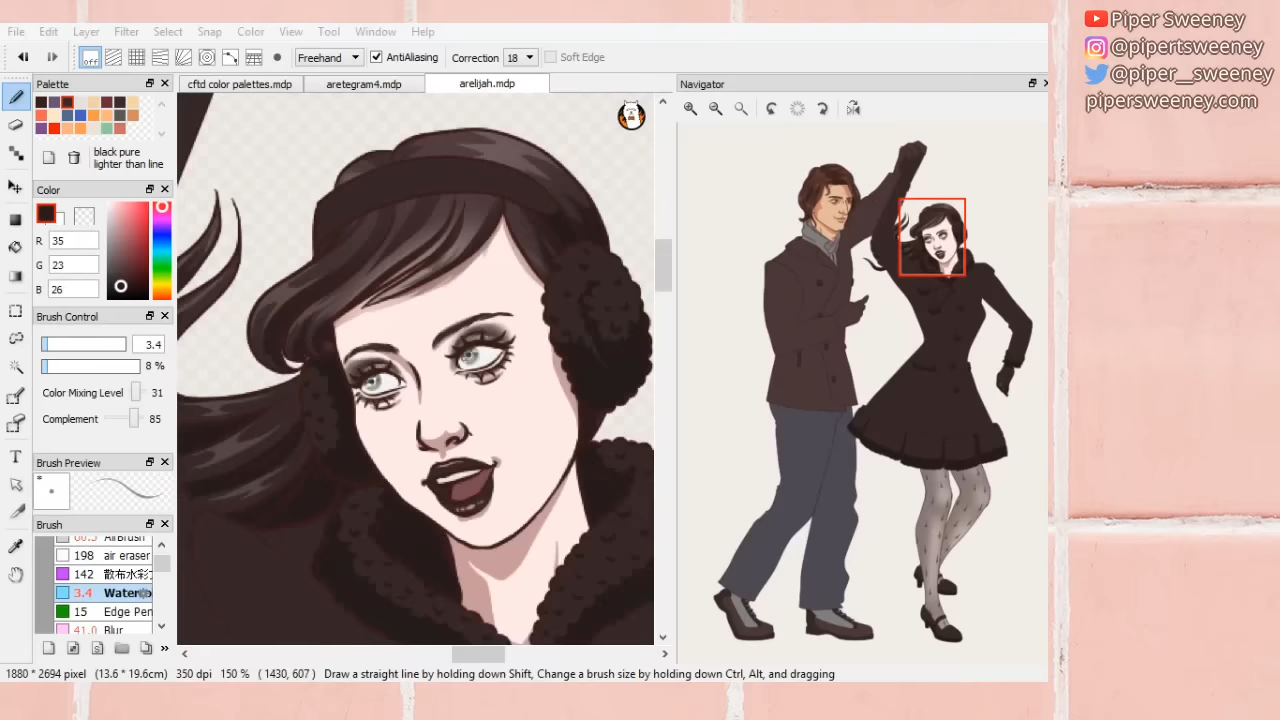 File Edit Layer Filter Select Snap Color View Tool Window Help
off Freehand AntiAliasing Correction 18 Soft Edge
Palette
cftd color palettes.mdp aretegram4.mdp arelijah.mdp
Navigator
black pure
lighter than line
Color
R 35
G 23
B 26
Brush Control
3.4
8 %
Color Mixing Level 31
Complement 85
Brush Preview
*
Brush
AirBrush
198 air eraser
142 散布水彩
3.4 Water
15 Edge Pen
41.0 Blur
T
1880 * 2694 pixel (13.6 * 19.6cm) 350 dpi 150 % ( 1430, 607 ) Draw a straight line by holding down Shift, Change a brush size by holding down Ctrl, Alt, and dragging
Piper Sweeney
@pipertsweeney
@piper__sweeney
pipersweeney.com